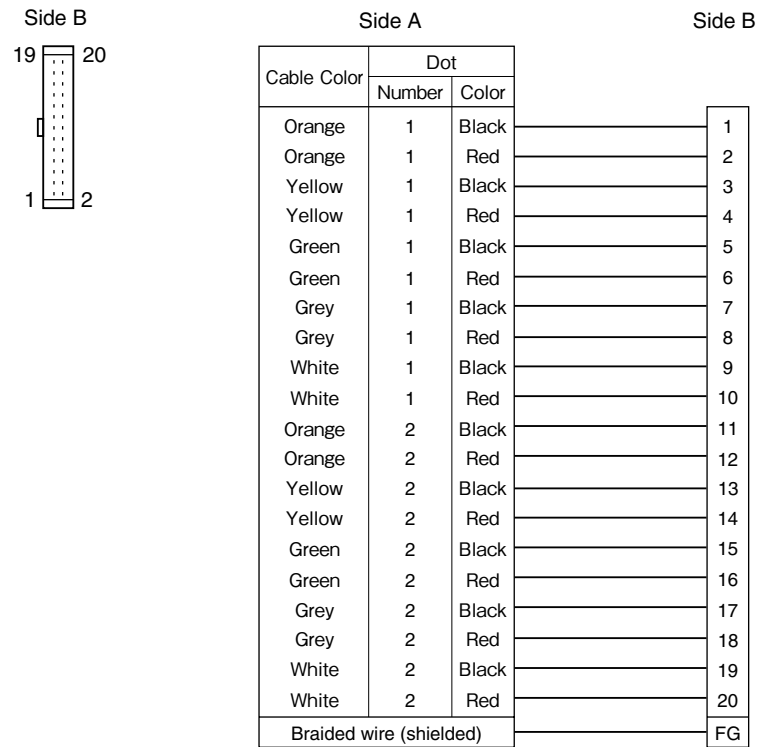 Side B
19 20
1 2
Side A Side B
Cable Color Dot
Number Color
Orange 1 Black 1
Orange 1 Red 2
Yellow 1 Black 3
Yellow 1 Red 4
Green 1 Black 5
Green 1 Red 6
Grey 1 Black 7
Grey 1 Red 8
White 1 Black 9
White 1 Red 10
Orange 2 Black 11
Orange 2 Red 12
Yellow 2 Black 13
Yellow 2 Red 14
Green 2 Black 15
Green 2 Red 16
Grey 2 Black 17
Grey 2 Red 18
White 2 Black 19
White 2 Red 20
Braided wire (shielded) FG